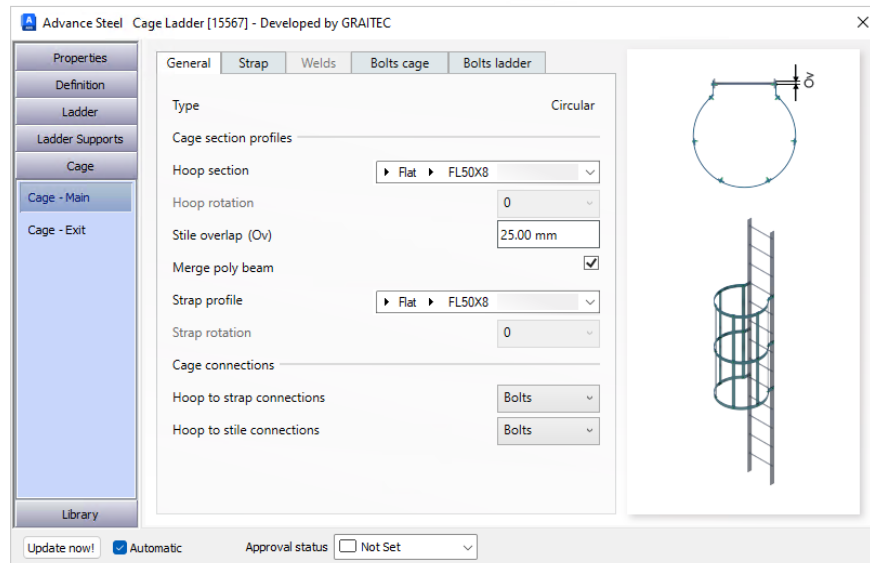 Advance Steel Cage Ladder [15567] - Developed by GRAITEC
Properties
Definition
Ladder
Ladder Supports
Cage
Cage - Main
Cage - Exit
Library
General Strap Welds Bolts cage Bolts ladder
Type Circular
Cage section profiles
Hoop section Flat FL50X8
Hoop rotation 0
Stile overlap (Ov) 25.00 mm
Merge poly beam
Strap profile Flat FL50X8
Strap rotation 0
Cage connections
Hoop to strap connections Bolts
Hoop to stile connections Bolts
Ov
Update now! Automatic Approval status Not Set